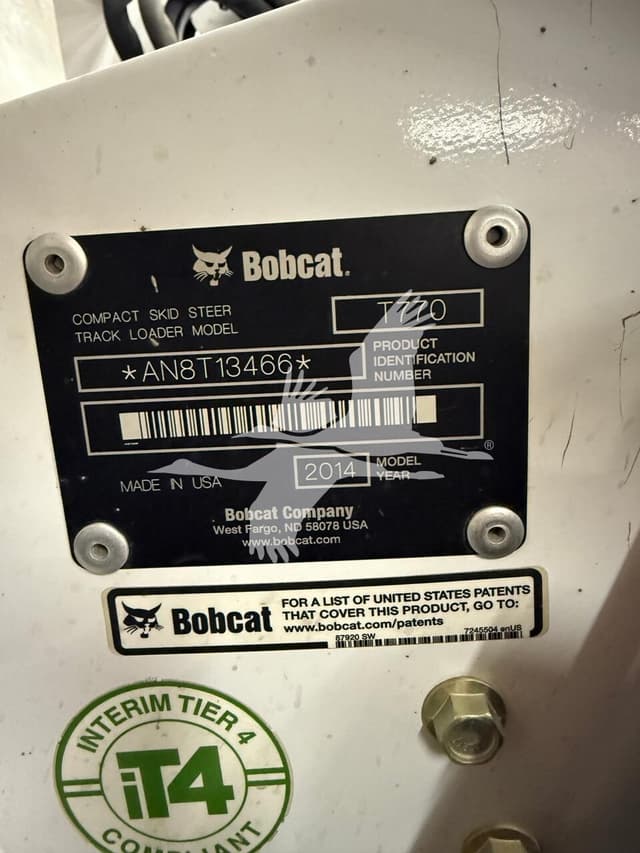 Bobcat.
COMPACT SKID STEER
TRACK LOADER MODEL
T770
*AN8T13466*
PRODUCT
IDENTIFICATION
NUMBER
®
MADE IN USA
2014
MODEL
YEAR
Bobcat Company
West Fargo, ND 58078 USA
www.bobcat.com
Bobcat
FOR A LIST OF UNITED STATES PATENTS
THAT COVER THIS PRODUCT, GO TO:
www.bobcat.com/patents
87920 SW
7245504 enUS
INTERIM TIER 4
iT4
COMPLIANT